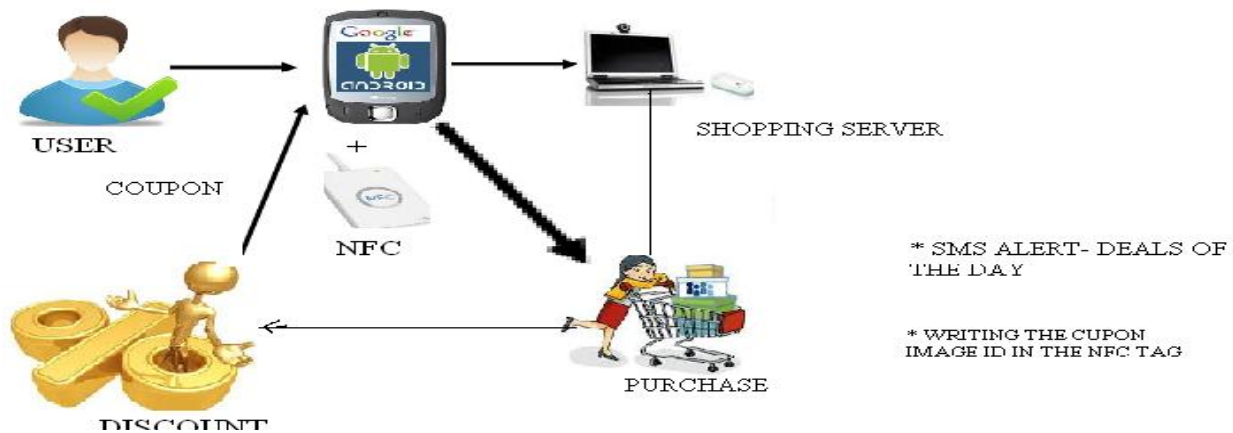 Google
ANDROID
USER
+
SHOPPING SERVER
COUPON
NFC
NFC
* SMS ALERT- DEALS OF
THE DAY
* WRITING THE CUPON
IMAGE ID IN THE NFC TAG
PURCHASE
DISCOUNT